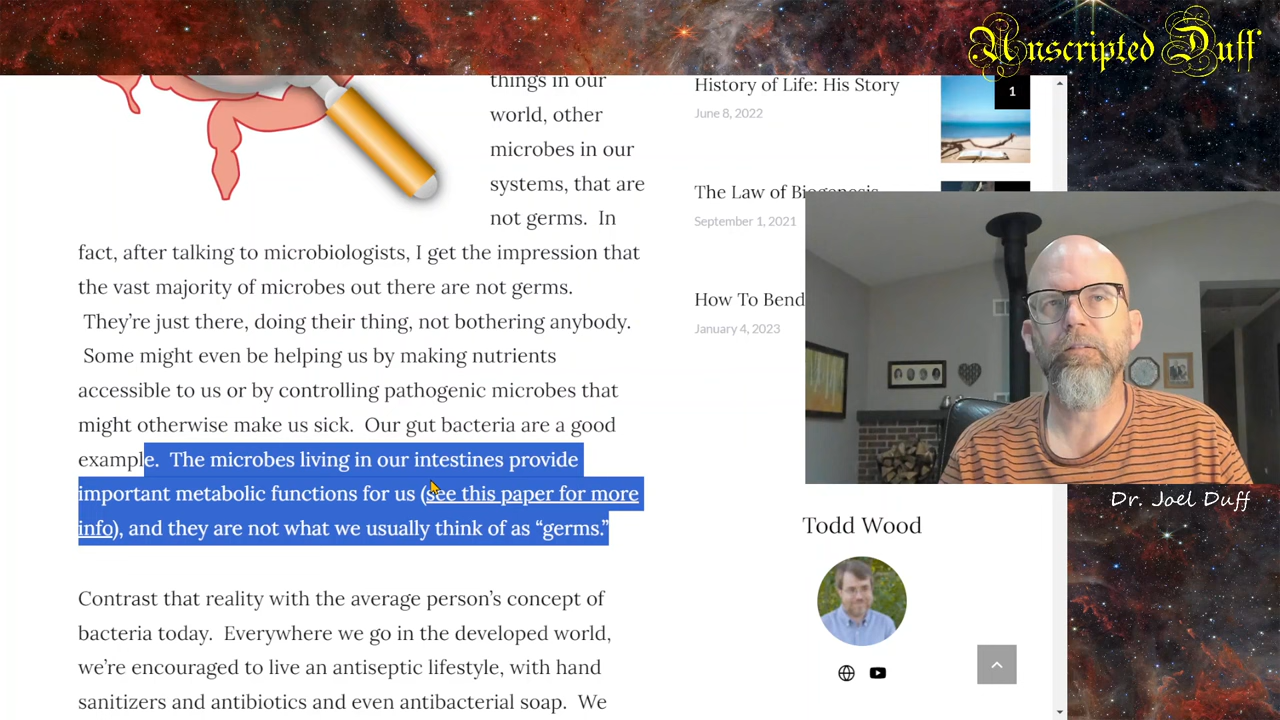 Unscripted Duff
things in our
world, other
microbes in our
systems, that are
not germs.  In
fact, after talking to microbiologists, I get the impression that
the vast majority of microbes out there are not germs.
They’re just there, doing their thing, not bothering anybody.
Some might even be helping us by making nutrients
accessible to us or by controlling pathogenic microbes that
might otherwise make us sick.  Our gut bacteria are a good
example.  The microbes living in our intestines provide
important metabolic functions for us (see this paper for more
info), and they are not what we usually think of as “germs.”
Contrast that reality with the average person’s concept of
bacteria today.  Everywhere we go in the developed world,
we’re encouraged to live an antiseptic lifestyle, with hand
sanitizers and antibiotics and even antibacterial soap.  We
History of Life: His Story
June 8, 2022
1
The Law of Biogenesis
September 1, 2021
How To Bend
January 4, 2023
Dr. Joel Duff
Todd Wood